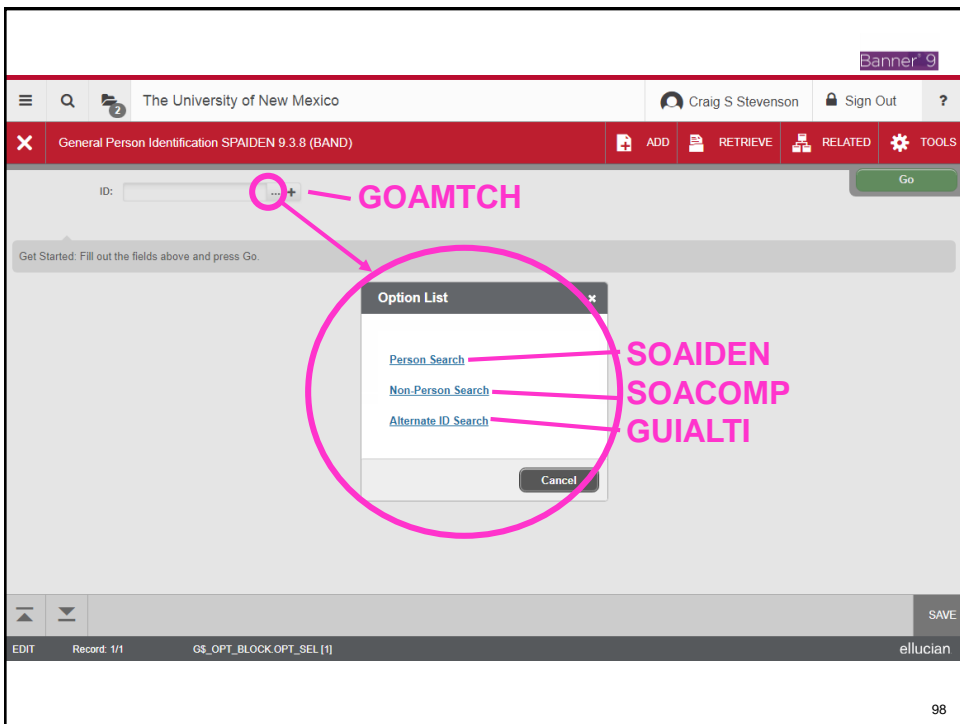 Banner® 9
2 The University of New Mexico Craig S Stevenson Sign Out ?
General Person Identification SPAIDEN 9.3.8 (BAND) ADD RETRIEVE RELATED TOOLS
ID: ... + GOAMTCH Go
Get Started: Fill out the fields above and press Go.
Option List ×
Person Search SOAIDEN
Non-Person Search SOACOMP
Alternate ID Search GUIALTI
Cancel
SAVE
EDIT Record: 1/1 G$_OPT_BLOCK.OPT_SEL [1] ellucian
98